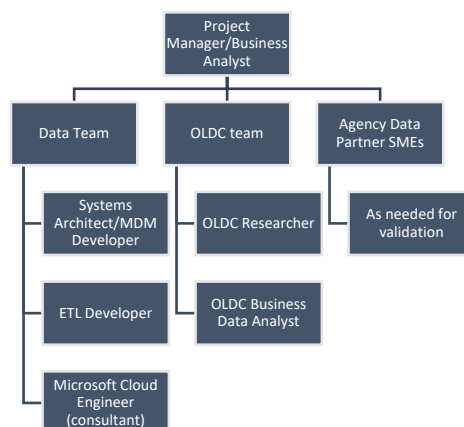 Project
Manager/Business
Analyst
Data Team
OLDC team
Agency Data
Partner SMEs
Systems
Architect/MDM
Developer
OLDC Researcher
As needed for
validation
ETL Developer
OLDC Business
Data Analyst
Microsoft Cloud
Engineer
(consultant)